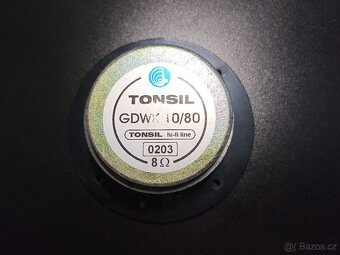 TONSIL
GDWK 10/80
TONSIL hi-fi line
0203
8 Ω
Bazos.cz